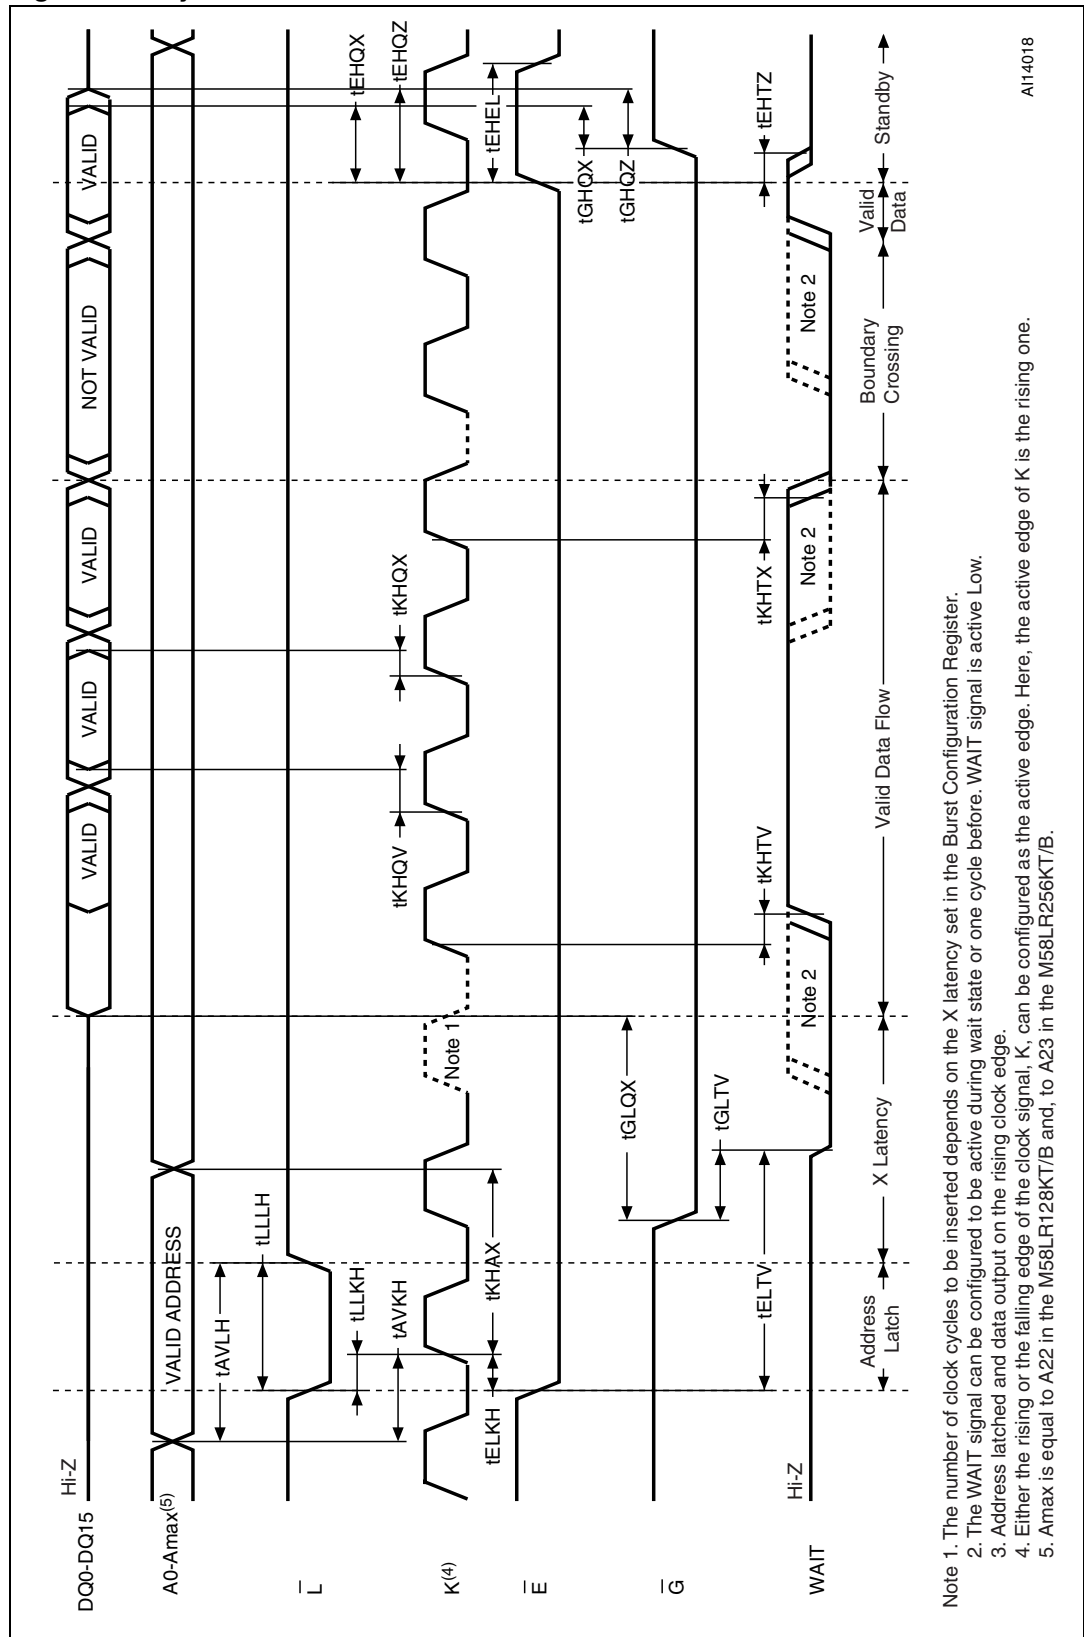 DQ0-DQ15
Hi-Z
VALID
VALID
VALID
NOT VALID
VALID
A0-Amax(5)
VALID ADDRESS
tAVLH
L
tLLLH
tLLKH
tAVKH
tKHQV
tKHQX
tEHQX
tEHQZ
K(4)
Note 1
tELKH
tKHAX
tEHEL
E
tGHQX
tGHQZ
tGLQX
G
tGLTV
tELTV
tKHTV
tKHTX
tEHTZ
WAIT
Hi-Z
Note 2
Note 2
Note 2
Address
Latch
X Latency
Valid Data Flow
Boundary
Crossing
Valid
Data
Standby
Note 1. The number of clock cycles to be inserted depends on the X latency set in the Burst Configuration Register.
2. The WAIT signal can be configured to be active during wait state or one cycle before. WAIT signal is active Low.
3. Address latched and data output on the rising clock edge.
4. Either the rising or the falling edge of the clock signal, K, can be configured as the active edge. Here, the active edge of K is the rising one.
5. Amax is equal to A22 in the M58LR128KT/B and, to A23 in the M58LR256KT/B.
AI14018